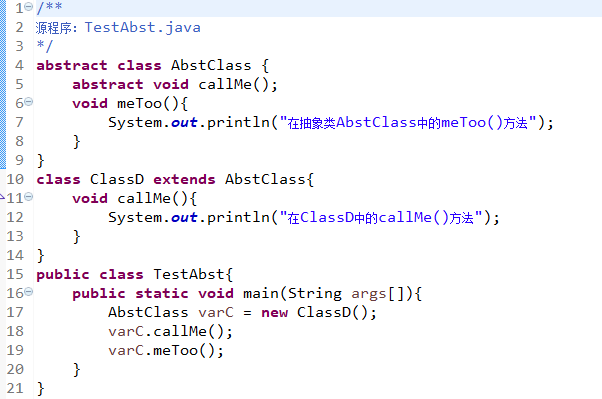 1 /**
2 源程序：TestAbst.java
3 */
4 abstract class AbstClass {
5     abstract void callMe();
6     void meToo(){
7         System.out.println("在抽象类AbstClass中的meToo()方法");
8     }
9 }
10 class ClassD extends AbstClass{
11     void callMe(){
12         System.out.println("在ClassD中的callMe()方法");
13     }
14 }
15 public class TestAbst{
16     public static void main(String args[]){
17         AbstClass varC = new ClassD();
18         varC.callMe();
19         varC.meToo();
20     }
21 }